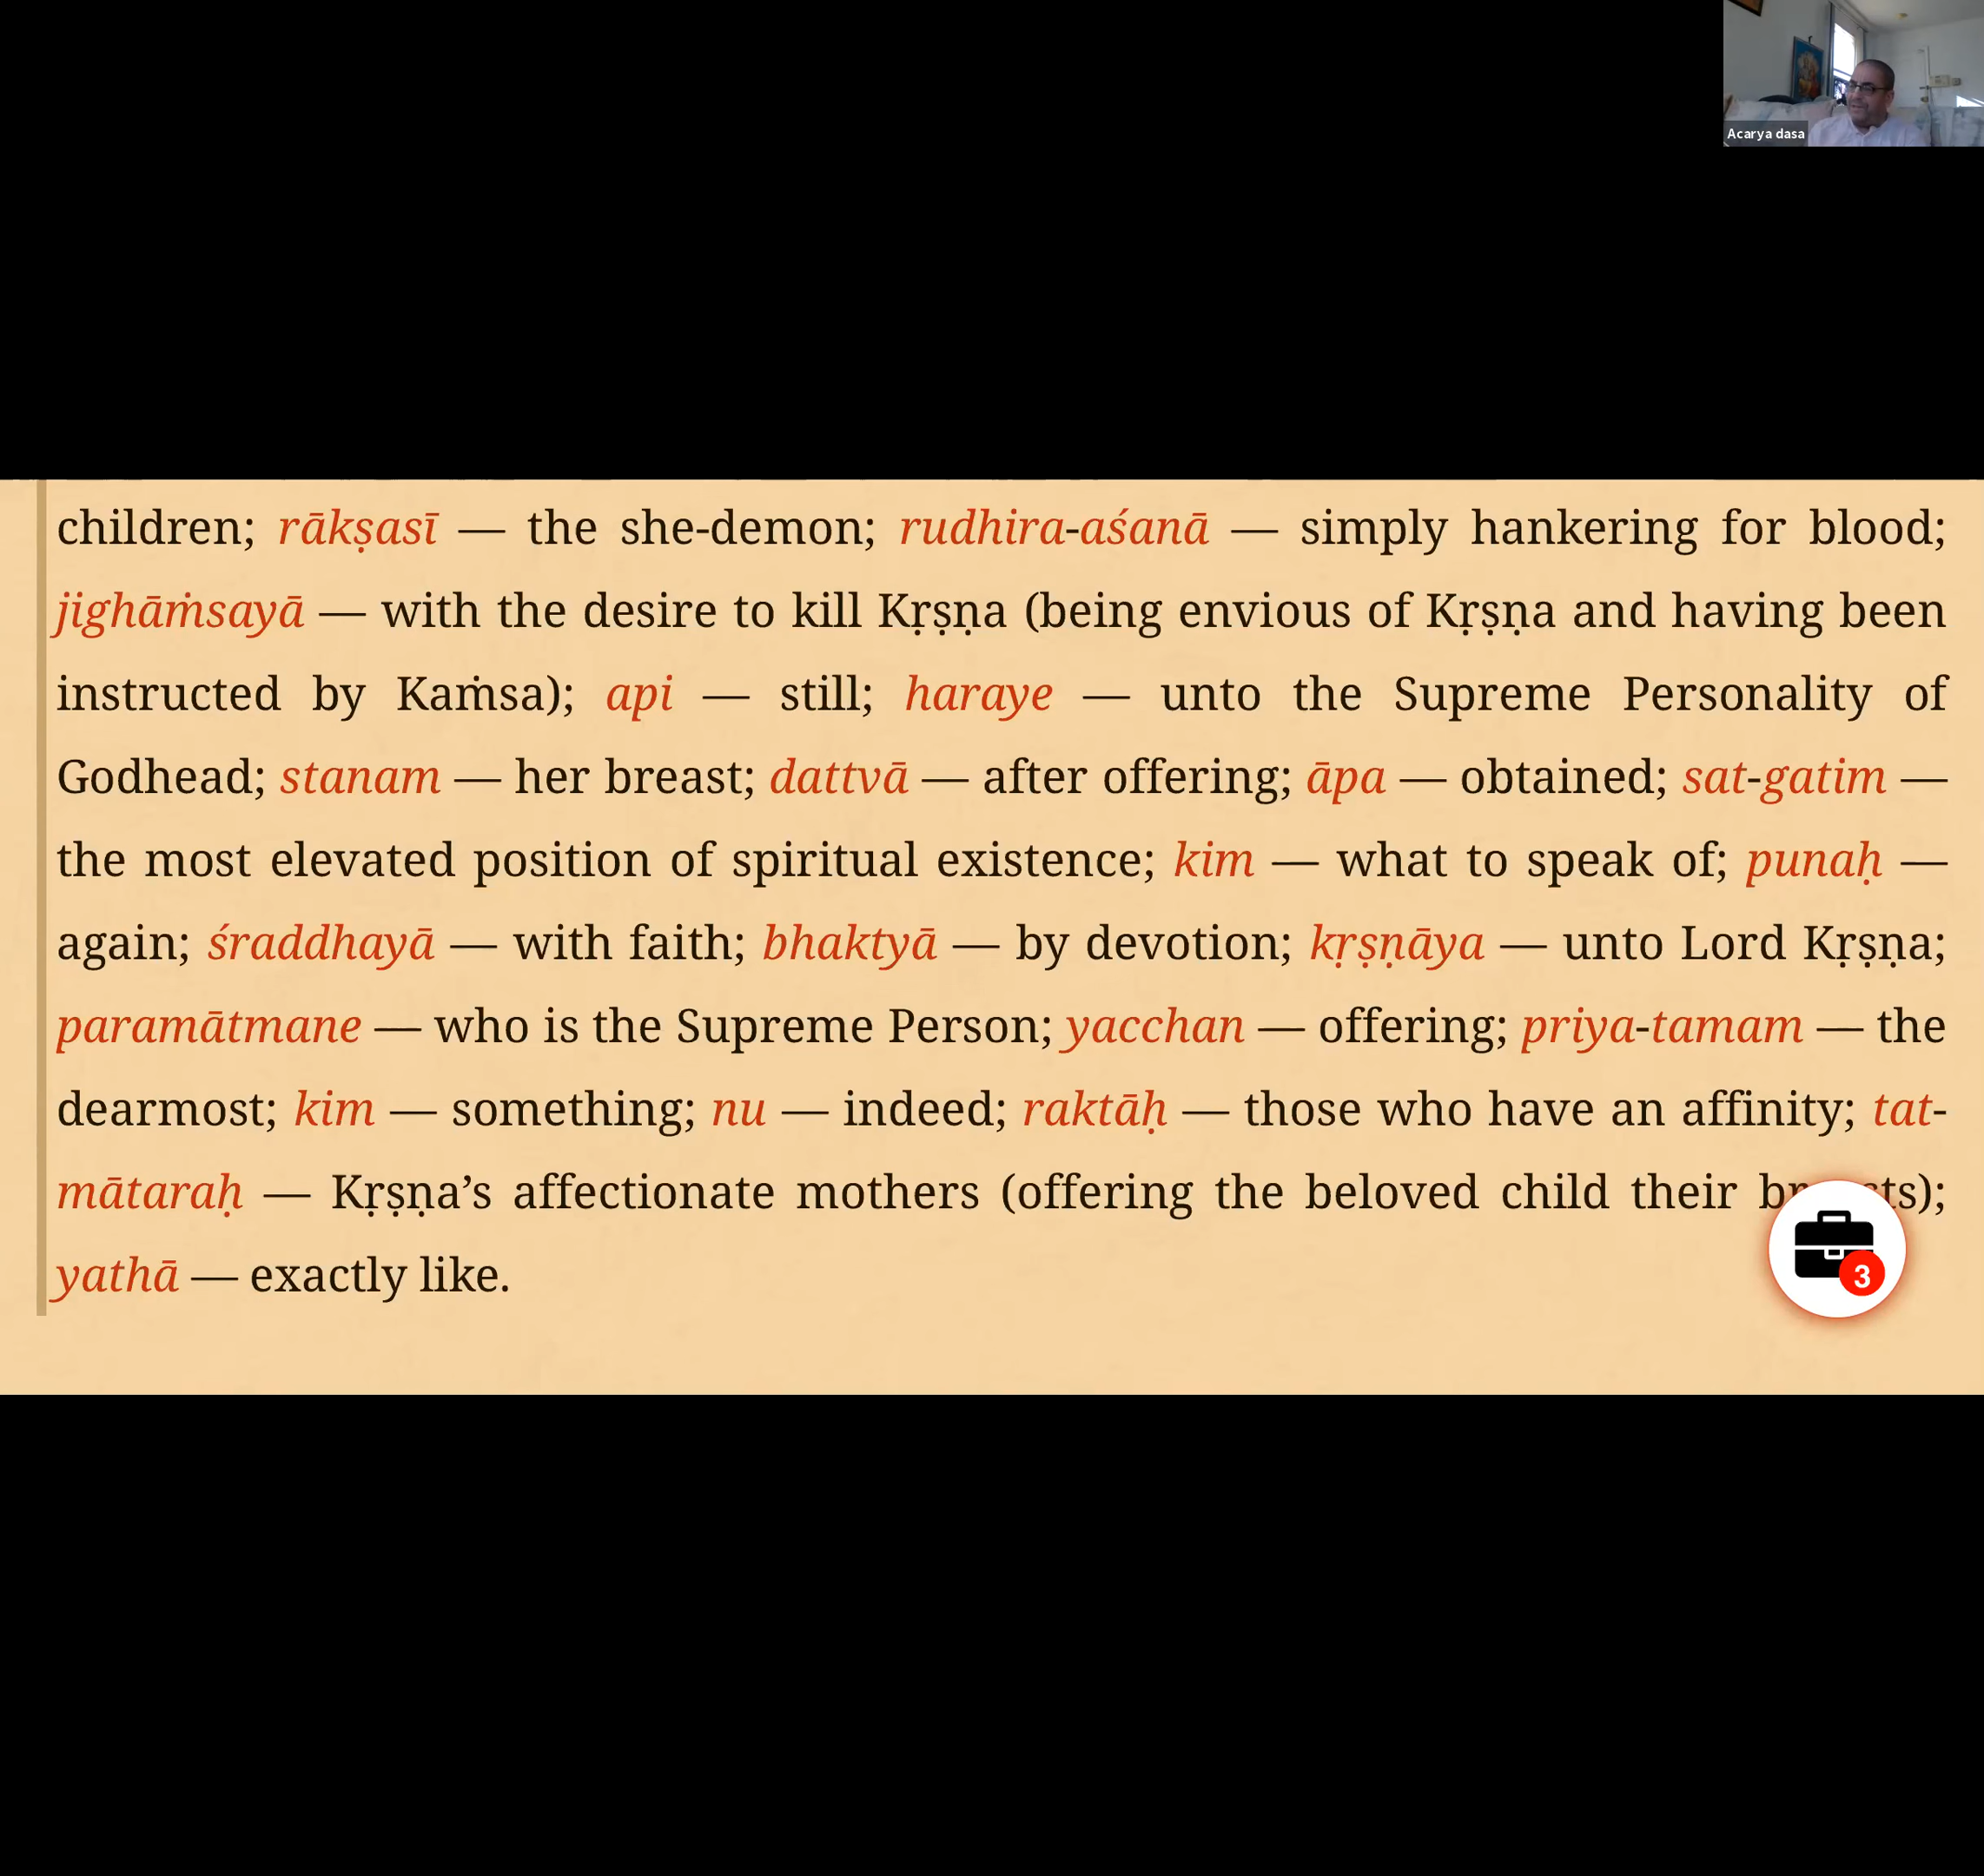 Acarya dasa
children; rākṣasī — the she-demon; rudhira-aśanā — simply hankering for blood;
jighāṁsayā — with the desire to kill Kṛṣṇa (being envious of Kṛṣṇa and having been
instructed by Kaṁsa); api — still; haraye — unto the Supreme Personality of
Godhead; stanam — her breast; dattvā — after offering; āpa — obtained; sat-gatim —
the most elevated position of spiritual existence; kim — what to speak of; punaḥ —
again; śraddhayā — with faith; bhaktyā — by devotion; kṛṣṇāya — unto Lord Kṛṣṇa;
paramātmane — who is the Supreme Person; yacchan — offering; priya-tamam — the
dearmost; kim — something; nu — indeed; raktāḥ — those who have an affinity; tat-
mātaraḥ — Kṛṣṇa’s affectionate mothers (offering the beloved child their
yathā — exactly like.
3